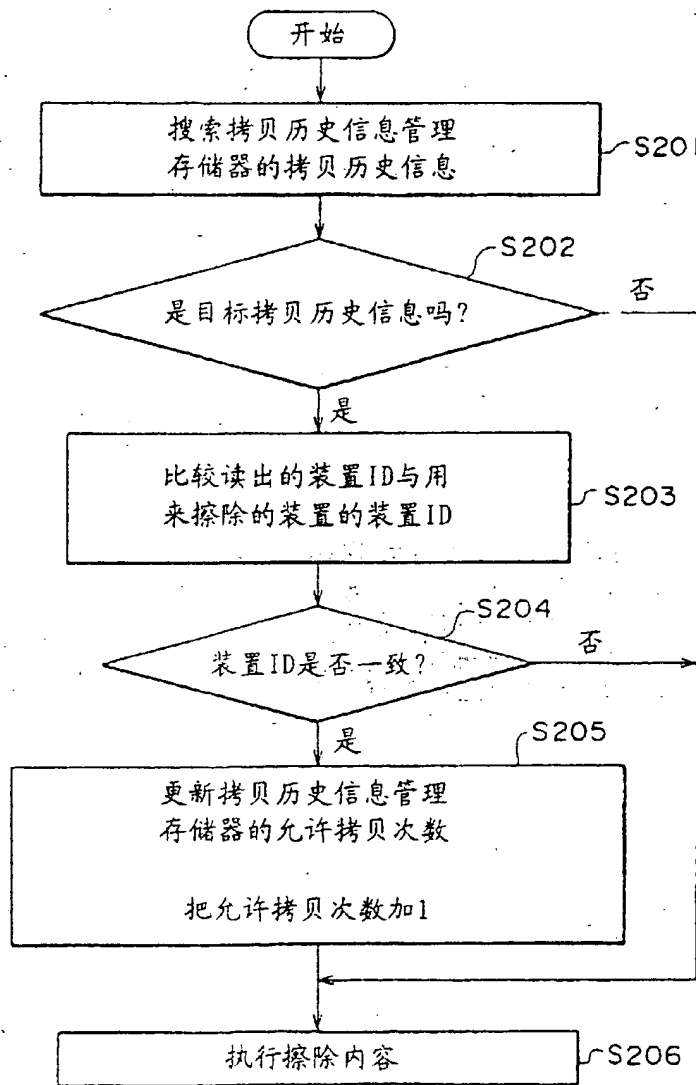 开始
搜索拷贝历史信息管理
存储器的拷贝历史信息
S201
S202
是目标拷贝历史信息吗?
否
是
比较读出的装置ID与用
来擦除的装置的装置ID
S203
S204
装置ID是否一致?
否
是
S205
更新拷贝历史信息管理
存储器的允许拷贝次数
把允许拷贝次数加1
执行擦除内容
S206